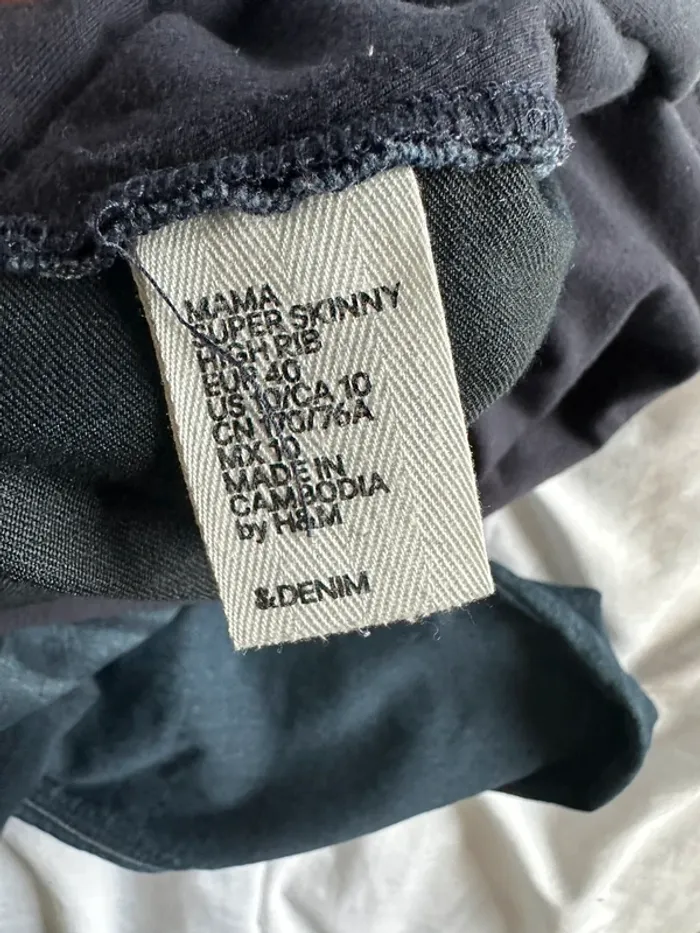 MAMA
SUPER SKINNY
HIGH RIB
EUR 40
US 10/CA 10
CN 170/76A
MX 10
MADE IN
CAMBODIA
by H&M
&DENIM